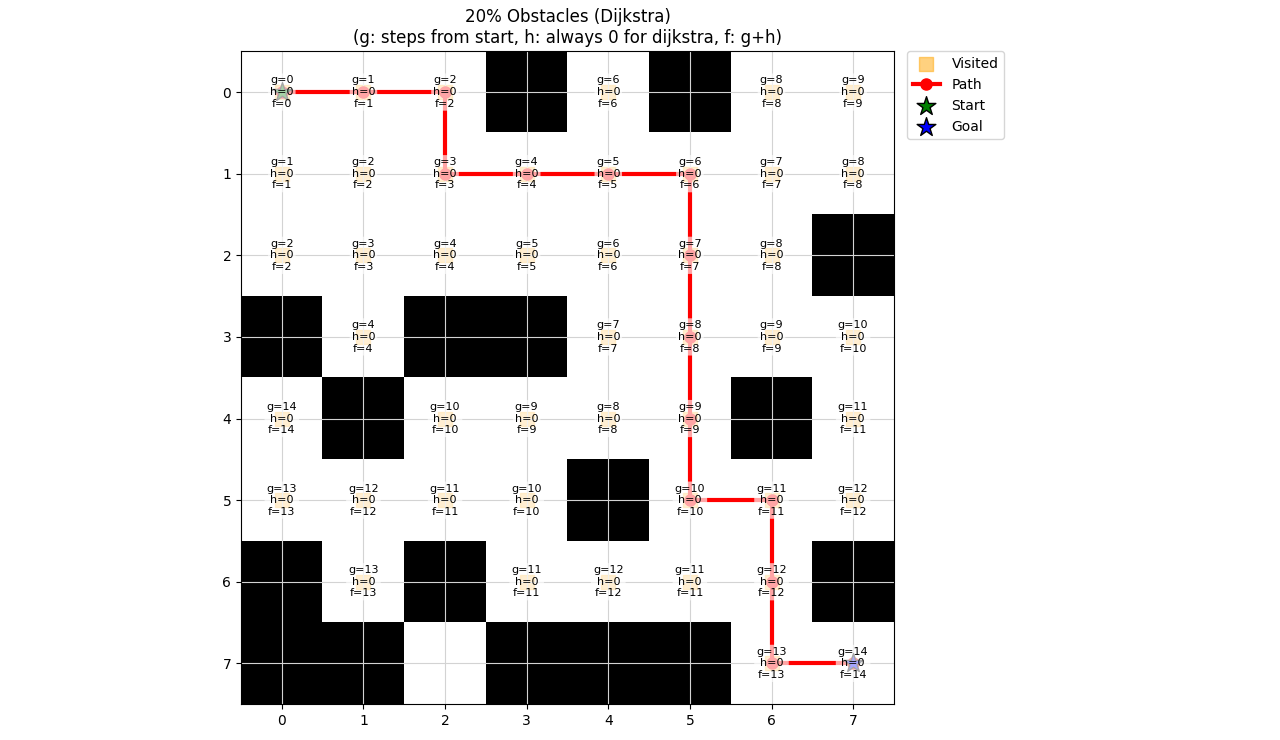 20% Obstacles (Dijkstra)
(g: steps from start, h: always 0 for dijkstra, f: g+h)
g=0 g=1 g=2 g=6 g=8 g=9
0 h=0 h=0 h=0 h=0 h=0 h=0
f=0 f=1 f=2 f=6 f=8 f=9
g=1 g=2 g=3 g=4 g=5 g=6 g=7 g=8
1 h=0 h=0 h=0 h=0 h=0 h=0 h=0 h=0
f=1 f=2 f=3 f=4 f=5 f=6 f=7 f=8
g=2 g=3 g=4 g=5 g=6 g=7 g=8
2 h=0 h=0 h=0 h=0 h=0 h=0 h=0
f=2 f=3 f=4 f=5 f=6 f=7 f=8
g=4 g=7 g=8 g=9 g=10
3 h=0 h=0 h=0 h=0 h=0
f=4 f=7 f=8 f=9 f=10
g=14 g=10 g=9 g=8 g=9 g=11
4 h=0 h=0 h=0 h=0 h=0 h=0
f=14 f=10 f=9 f=8 f=9 f=11
g=13 g=12 g=11 g=10 g=10 g=11 g=12
5 h=0 h=0 h=0 h=0 h=0 h=0 h=0
f=13 f=12 f=11 f=10 f=10 f=11 f=12
g=13 g=11 g=12 g=11 g=12
6 h=0 h=0 h=0 h=0 h=0
f=13 f=11 f=12 f=11 f=12
g=13 g=14
7 h=0 h=0
f=13 f=14
0 1 2 3 4 5 6 7
Visited
Path
Start
Goal